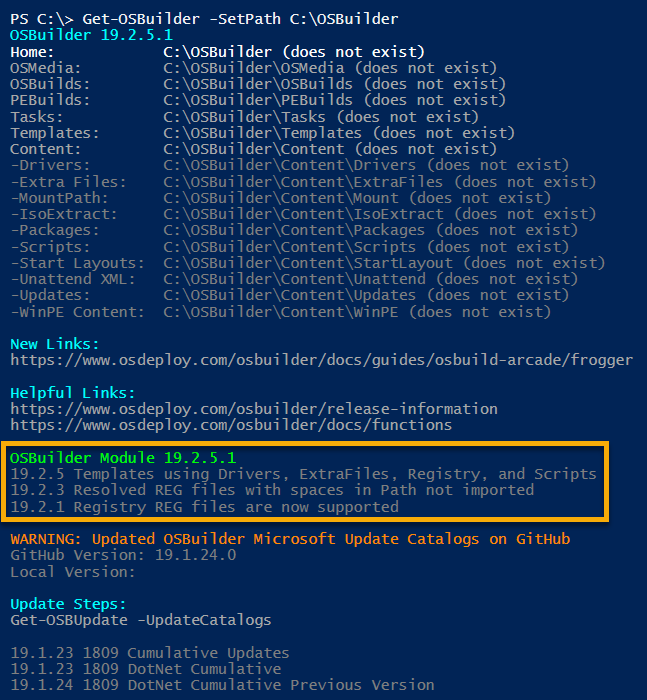 PS C:\> Get-OSBuilder -SetPath C:\OSBuilder
OSBuilder 19.2.5.1
Home:            C:\OSBuilder (does not exist)
OSMedia:         C:\OSBuilder\OSMedia (does not exist)
OSBuilds:        C:\OSBuilder\OSBuilds (does not exist)
PEBuilds:        C:\OSBuilder\PEBuilds (does not exist)
Tasks:           C:\OSBuilder\Tasks (does not exist)
Templates:       C:\OSBuilder\Templates (does not exist)
Content:         C:\OSBuilder\Content (does not exist)
-Drivers:        C:\OSBuilder\Content\Drivers (does not exist)
-Extra Files:    C:\OSBuilder\Content\ExtraFiles (does not exist)
-MountPath:      C:\OSBuilder\Content\Mount (does not exist)
-IsoExtract:     C:\OSBuilder\Content\IsoExtract (does not exist)
-Packages:       C:\OSBuilder\Content\Packages (does not exist)
-Scripts:        C:\OSBuilder\Content\Scripts (does not exist)
-Start Layouts:  C:\OSBuilder\Content\StartLayout (does not exist)
-Unattend XML:   C:\OSBuilder\Content\Unattend (does not exist)
-Updates:        C:\OSBuilder\Content\Updates (does not exist)
-WinPE Content:  C:\OSBuilder\Content\WinPE (does not exist)
New Links:
https://www.osdeploy.com/osbuilder/docs/guides/osbuild-arcade/frogger
Helpful Links:
https://www.osdeploy.com/osbuilder/release-information
https://www.osdeploy.com/osbuilder/docs/functions
OSBuilder Module 19.2.5.1
19.2.5 Templates using Drivers, ExtraFiles, Registry, and Scripts
19.2.3 Resolved REG files with spaces in Path not imported
19.2.1 Registry REG files are now supported
WARNING: Updated OSBuilder Microsoft Update Catalogs on GitHub
GitHub Version: 19.1.24.0
Local Version:
Update Steps:
Get-OSBUpdate -UpdateCatalogs
19.1.23 1809 Cumulative Updates
19.1.23 1809 DotNet Cumulative
19.1.24 1809 DotNet Cumulative Previous Version